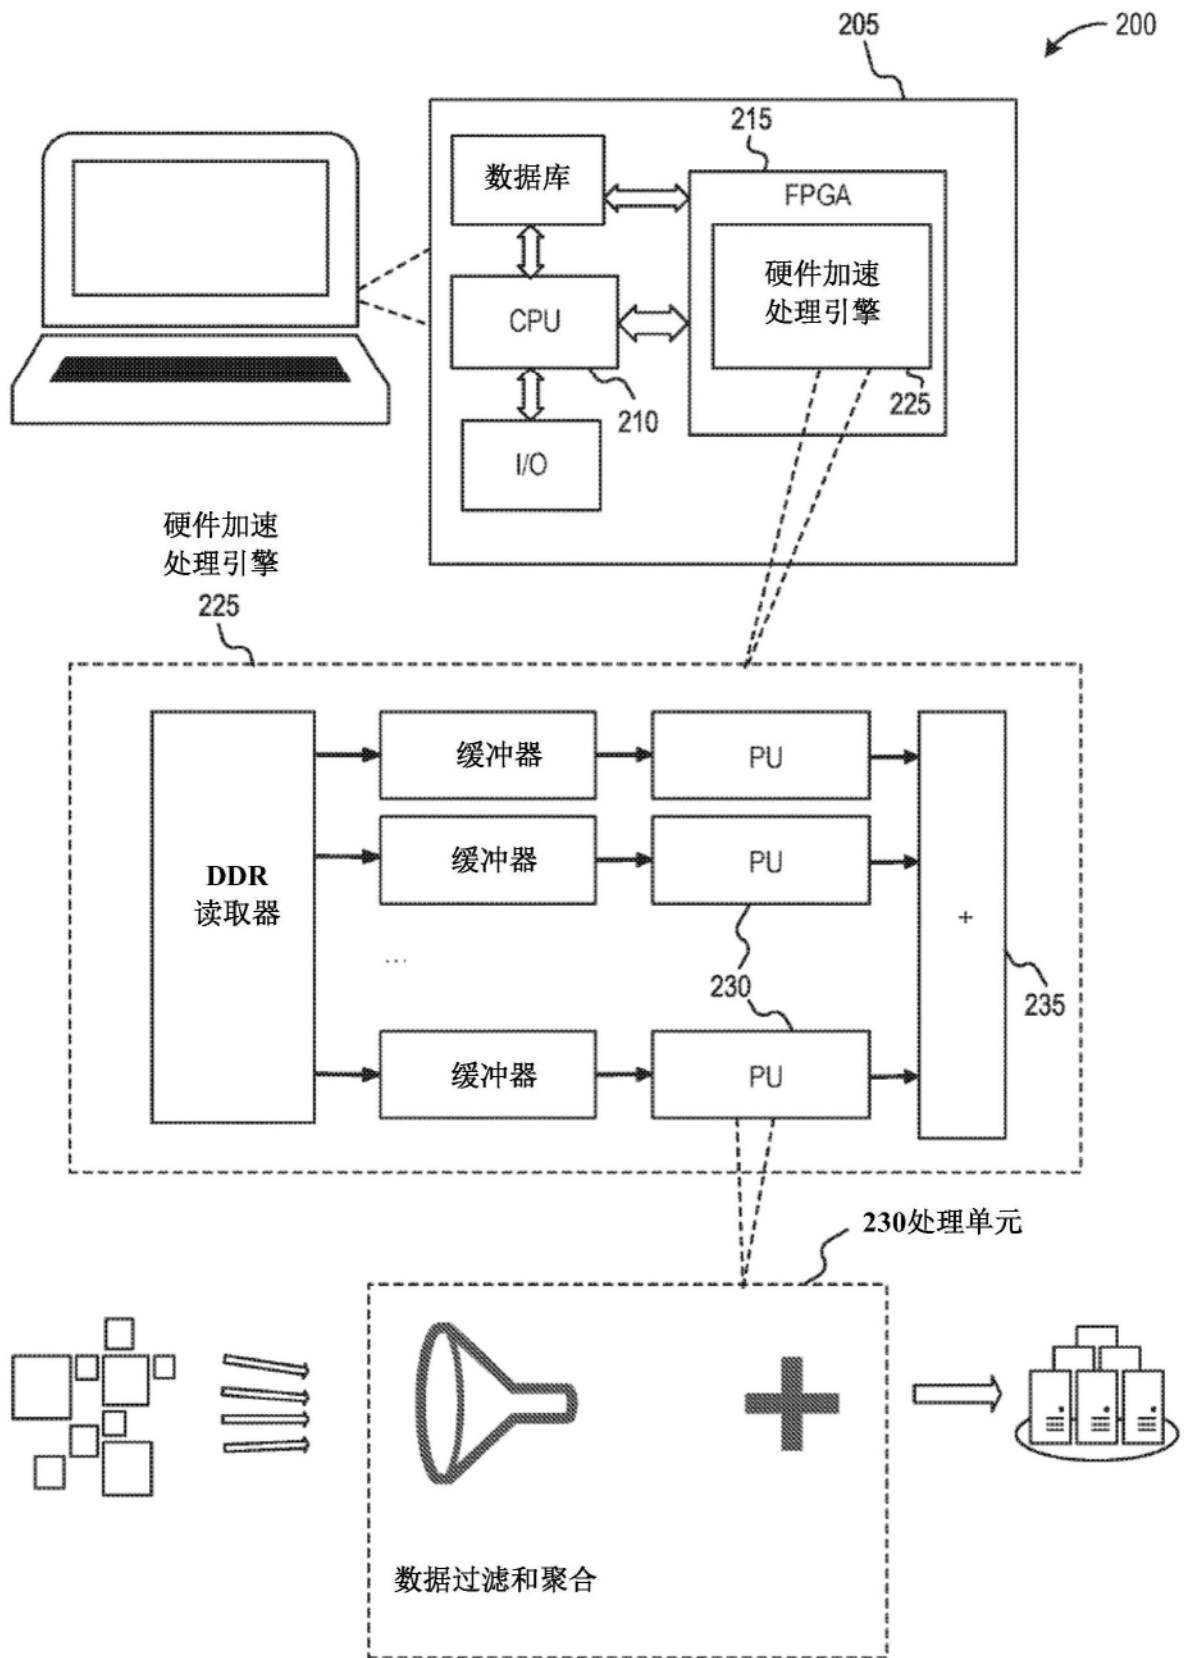 200
205
215
数据库
FPGA
硬件加速
处理引擎
CPU
210
225
I/O
硬件加速
处理引擎
225
缓冲器
PU
缓冲器
PU
DDR
读取器
+
...
230
235
缓冲器
PU
230处理单元
数据过滤和聚合